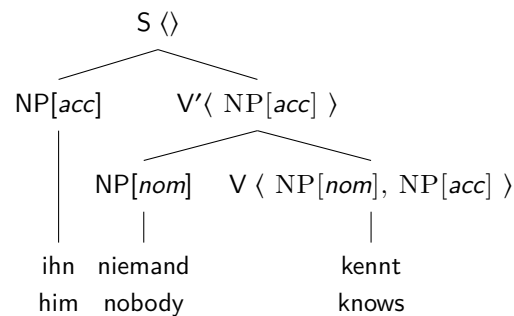 S ⟨⟩
NP[acc] V′⟨ NP[acc] ⟩
NP[nom] V ⟨ NP[nom], NP[acc] ⟩
ihn niemand kennt
him nobody knows